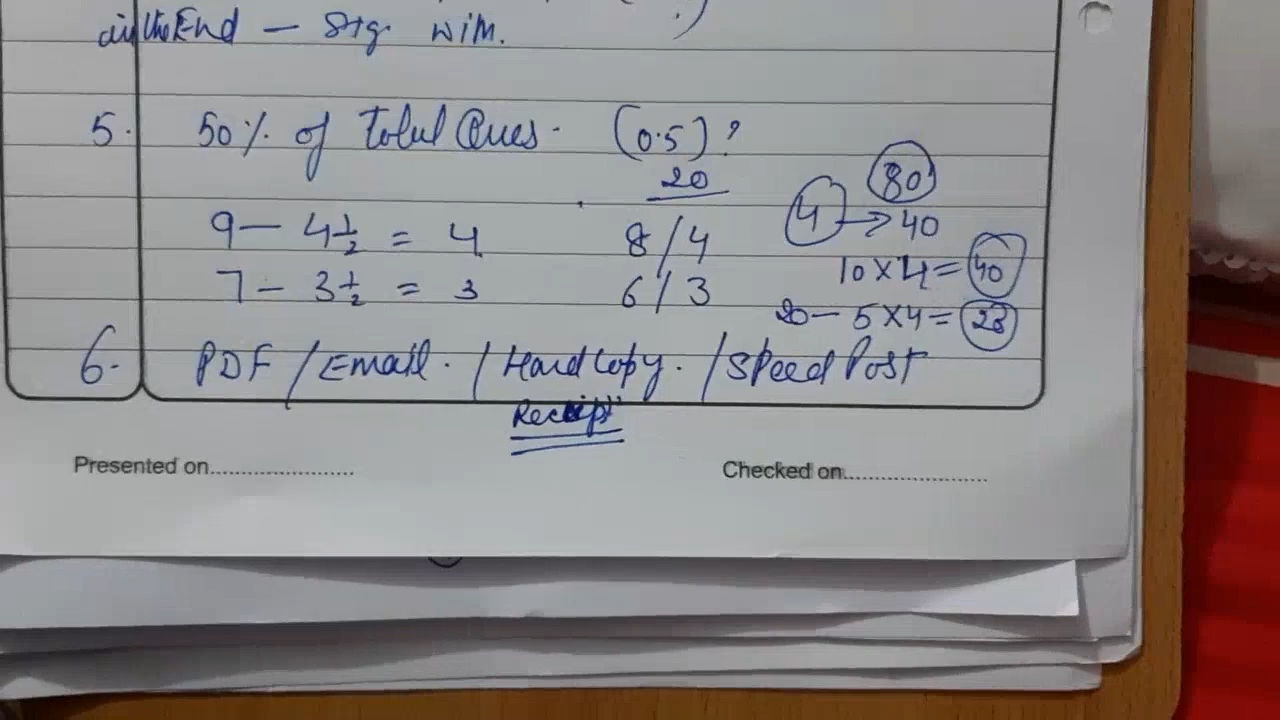 in the End — Stg. with.
5. 50% of Total Ques. (0.5)?
20
80
9 — 4½ = 4 8/4 4 → 40
10 x 4 = 40
7 — 3½ = 3 6/3
20 — 5 x 4 = 
6. PDF / Email. / Hard Copy. / Speed Post
Receipt
Presented on........................
Checked on........................